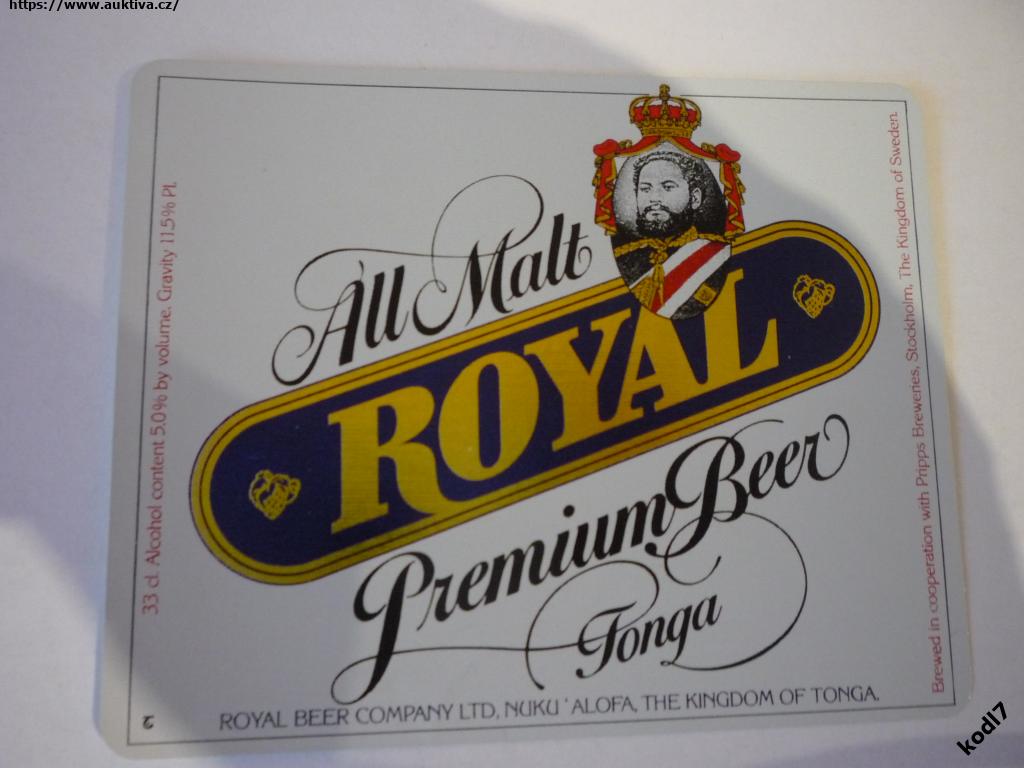 https://www.auktiva.cz/
All Malt
ROYAL
Premium Beer
Tonga
ROYAL BEER COMPANY LTD, NUKU 'ALOFA, THE KINGDOM OF TONGA.
33 cl. Alcohol content 5.0% by volume. Gravity 11.5% Pl.
Brewed in cooperation with Pripps Breweries, Stockholm, The Kingdom of Sweden.
2
kodl7